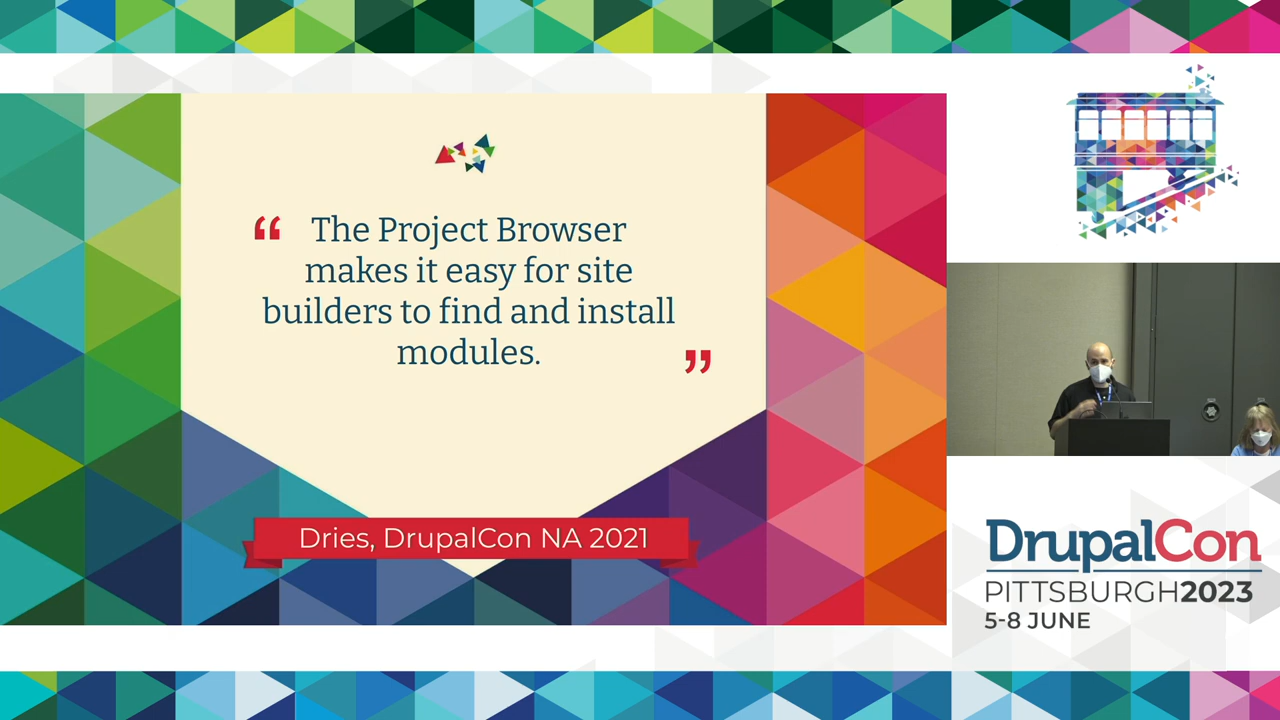 “ The Project Browser
makes it easy for site
builders to find and install
modules. ”
Dries, DrupalCon NA 2021
DrupalCon
PITTSBURGH2023
5-8 JUNE